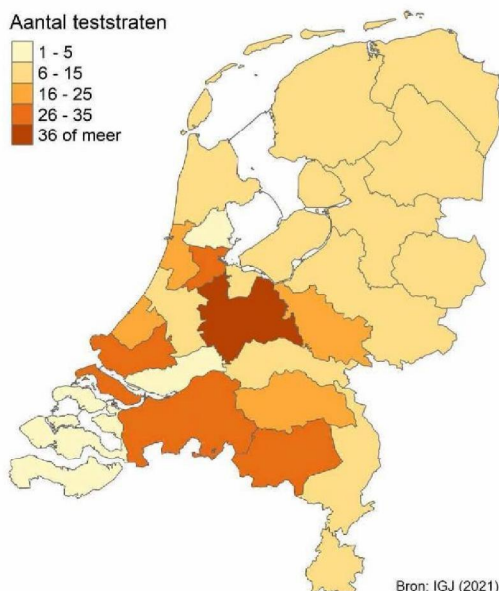 Aantal teststraten
1 - 5
6 - 15
16 - 25
26 - 35
36 of meer
Bron: IGJ (2021)